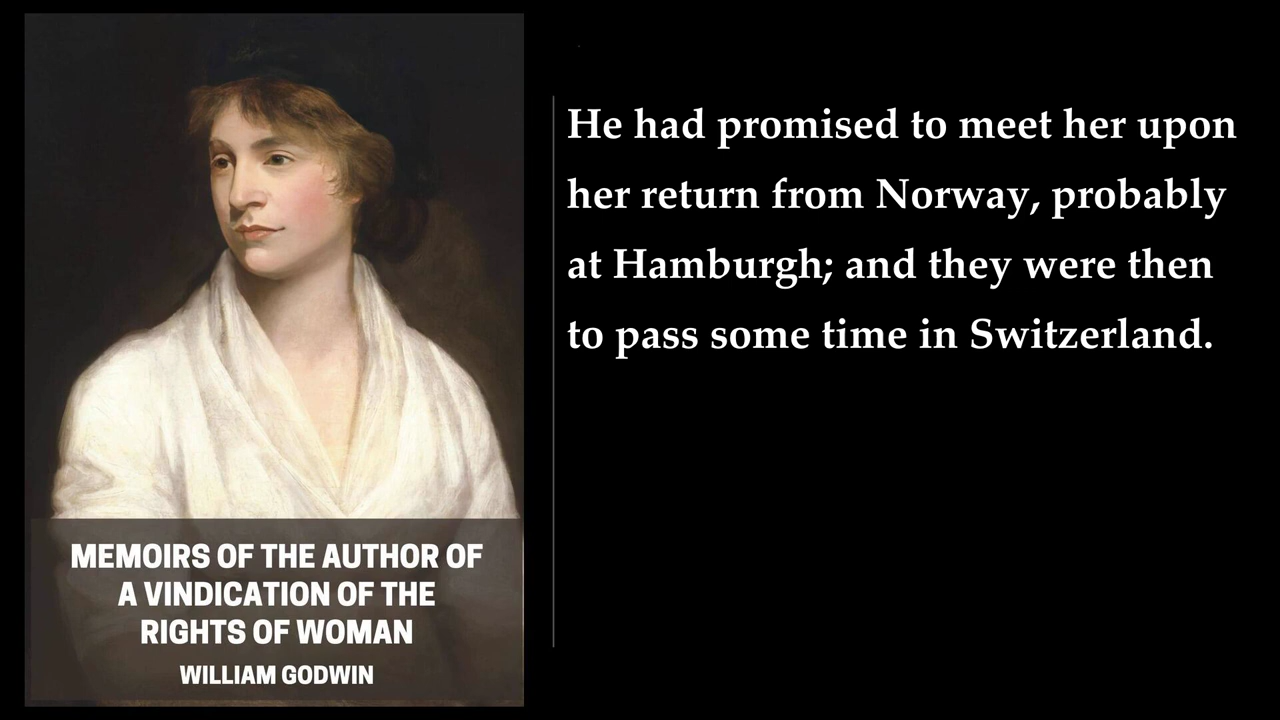 He had promised to meet her upon
her return from Norway, probably
at Hamburgh; and they were then
to pass some time in Switzerland.
MEMOIRS OF THE AUTHOR OF
A VINDICATION OF THE
RIGHTS OF WOMAN
WILLIAM GODWIN